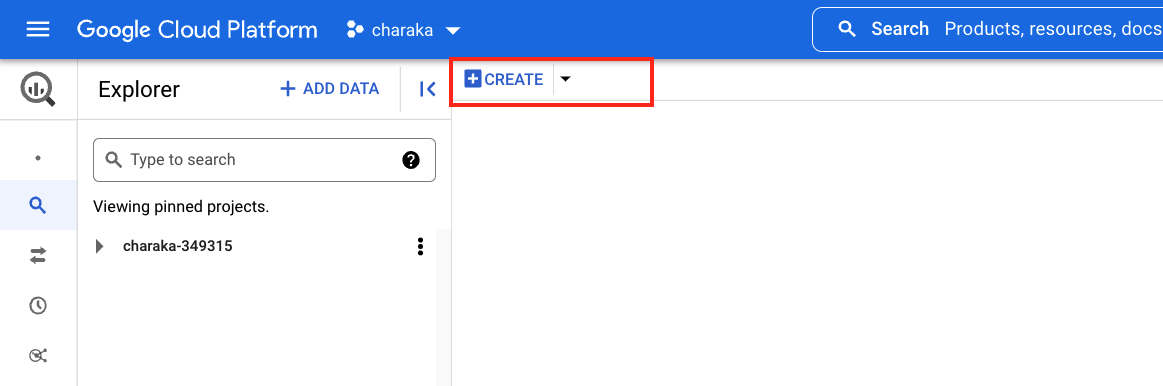 Google Cloud Platform
charaka
Search Products, resources, docs
Explorer
+ ADD DATA
CREATE
Type to search
Viewing pinned projects.
charaka-349315